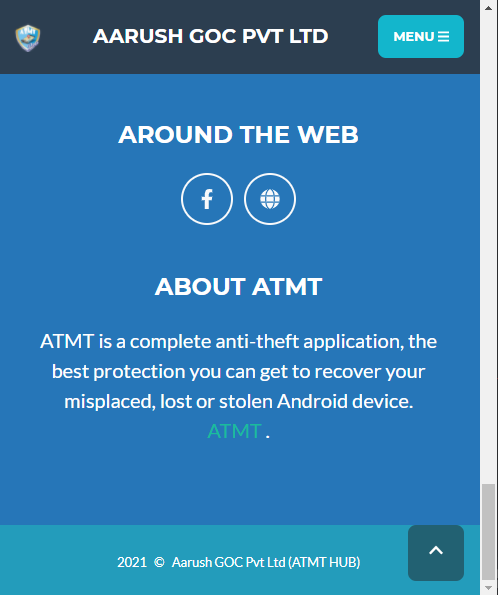 AARUSH GOC PVT LTD
MENU
AROUND THE WEB
ABOUT ATMT
ATMT is a complete anti-theft application, the
best protection you can get to recover your
misplaced, lost or stolen Android device.
ATMT .
2021 © Aarush GOC Pvt Ltd (ATMT HUB)